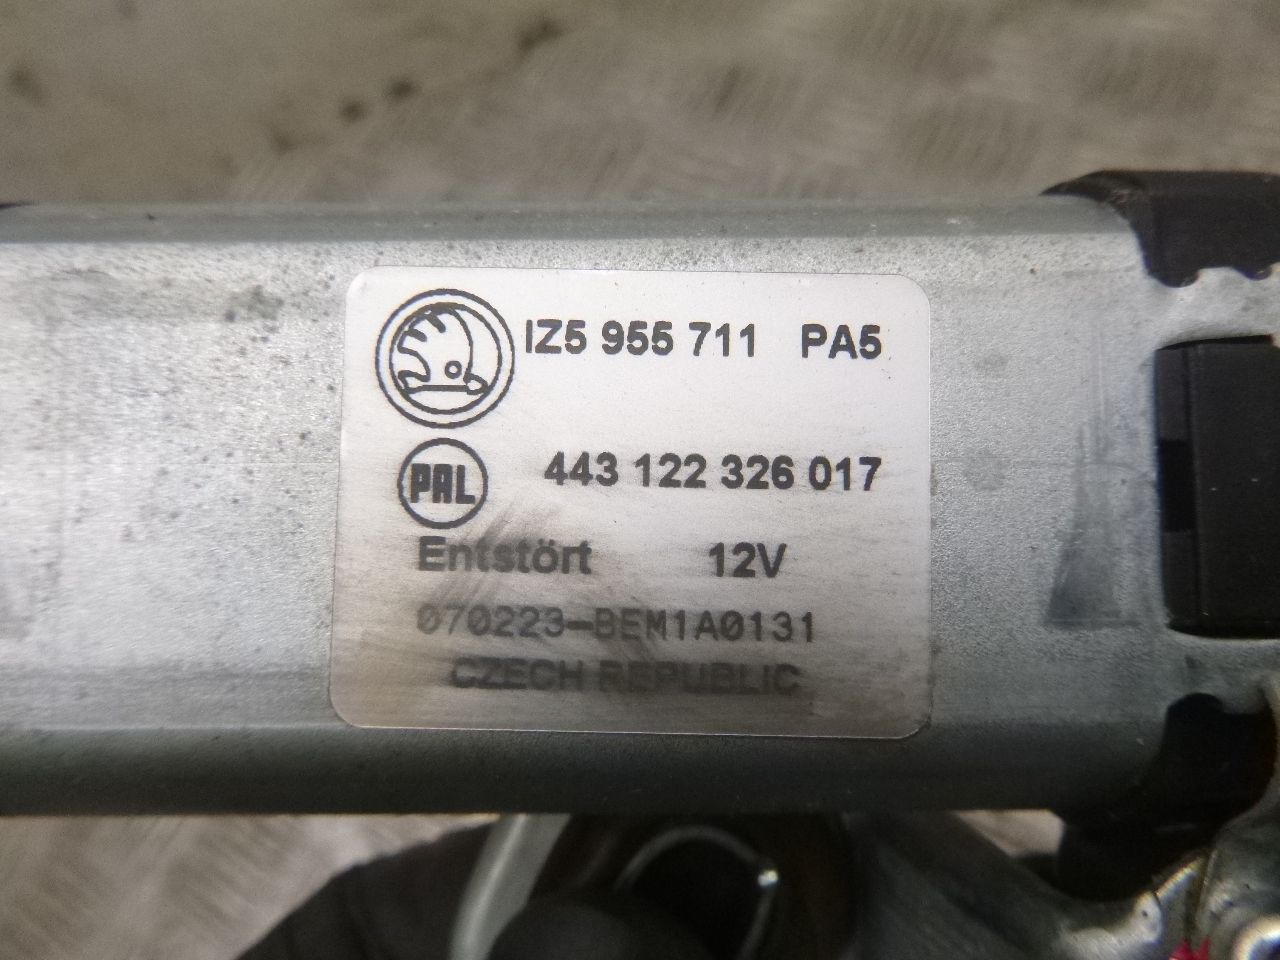 IZ5 955 711 PA5
PAL
443 122 326 017
Entstört 12V
070223-BEM1A0131
CZECH REPUBLIC